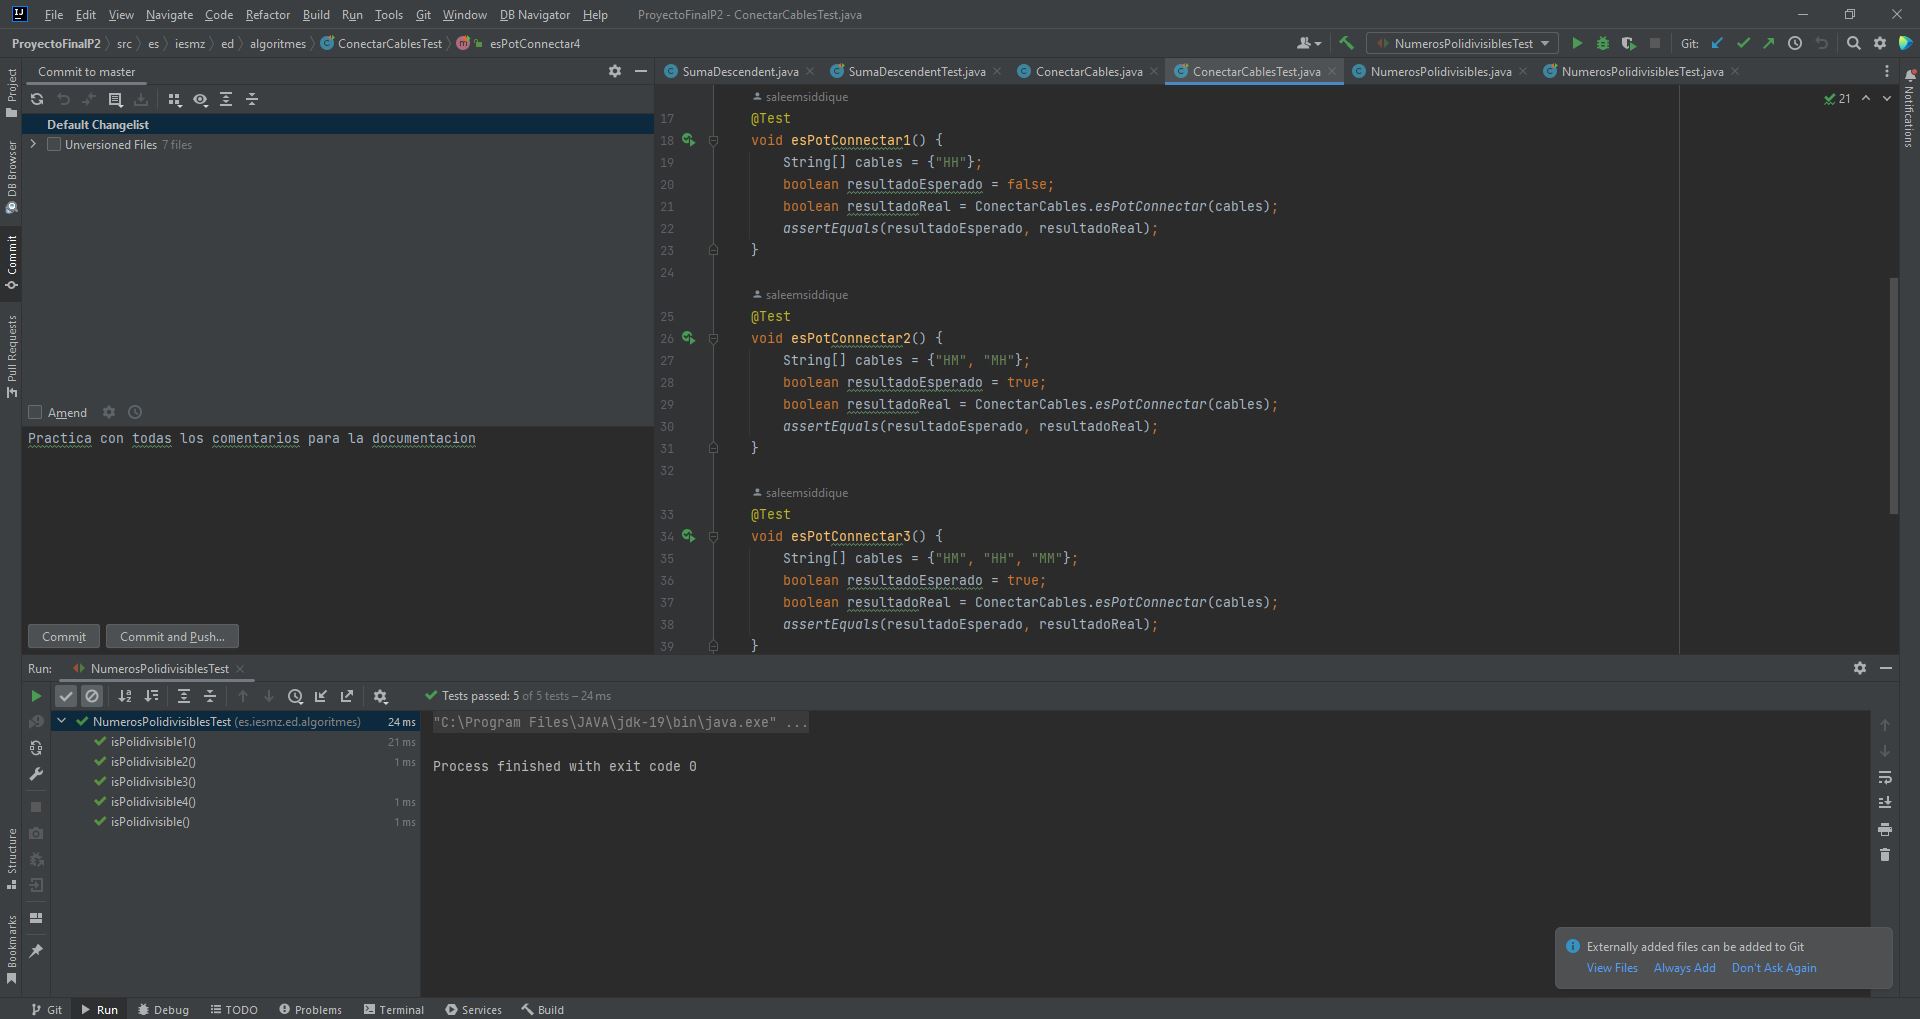 File Edit View Navigate Code Refactor Build Run Tools Git Window DB Navigator Help ProyectoFinalP2 - ConectarCablesTest.java
ProyectoFinalP2 src es iesmz ed algoritmes ConectarCablesTest esPotConnectar4 NumerosPolidivisiblesTest Git:
Project
DB Browser
Commit
Pull Requests
Structure
Bookmarks
Commit to master
Default Changelist
Unversioned Files 7 files
Amend
Practica con todas los comentarios para la documentacion
Commit Commit and Push...
SumaDescendent.java SumaDescendentTest.java ConectarCables.java ConectarCablesTest.java NumerosPolidivisibles.java NumerosPolidivisiblesTest.java
Notifications
21
saleemsiddique
17 @Test
18 void esPotConnectar1() {
19 String[] cables = {"HH"};
20 boolean resultadoEsperado = false;
21 boolean resultadoReal = ConectarCables.esPotConnectar(cables);
22 assertEquals(resultadoEsperado, resultadoReal);
23 }
24
saleemsiddique
25 @Test
26 void esPotConnectar2() {
27 String[] cables = {"HM", "MH"};
28 boolean resultadoEsperado = true;
29 boolean resultadoReal = ConectarCables.esPotConnectar(cables);
30 assertEquals(resultadoEsperado, resultadoReal);
31 }
32
saleemsiddique
33 @Test
34 void esPotConnectar3() {
35 String[] cables = {"HM", "HH", "MM"};
36 boolean resultadoEsperado = true;
37 boolean resultadoReal = ConectarCables.esPotConnectar(cables);
38 assertEquals(resultadoEsperado, resultadoReal);
39 }
Run: NumerosPolidivisiblesTest
Tests passed: 5 of 5 tests – 24 ms
NumerosPolidivisiblesTest (es.iesmz.ed.algoritmes) 24 ms
isPolidivisible1() 21 ms
isPolidivisible2() 1 ms
isPolidivisible3()
isPolidivisible4() 1 ms
isPolidivisible() 1 ms
"C:\Program Files\JAVA\jdk-19\bin\java.exe" ...
Process finished with exit code 0
Externally added files can be added to Git
View Files Always Add Don't Ask Again
Git Run Debug TODO Problems Terminal Services Build